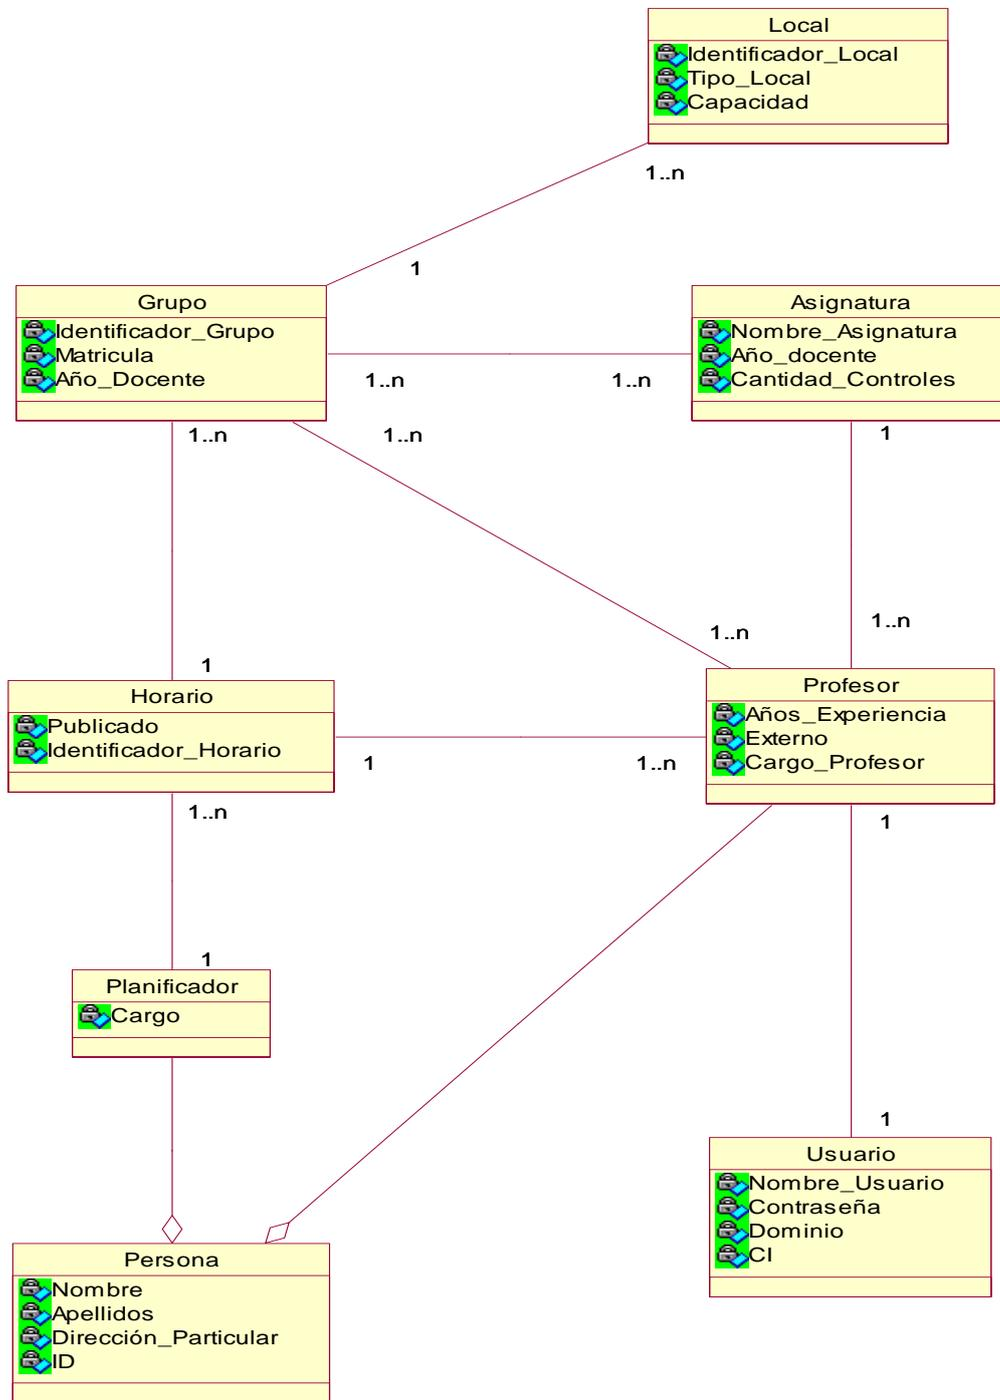 Local
Identificador_Local
Tipo_Local
Capacidad
1..n
1
Grupo
Identificador_Grupo
Matricula
Año_Docente
Asignatura
Nombre_Asignatura
Año_docente
Cantidad_Controles
1..n
1..n
1..n
1..n
1
1..n
1..n
1
Horario
Publicado
Identificador_Horario
Profesor
Años_Experiencia
Externo
Cargo_Profesor
1
1..n
1..n
1
1
Planificador
Cargo
1
Usuario
Nombre_Usuario
Contraseña
Dominio
CI
Persona
Nombre
Apellidos
Dirección_Particular
ID